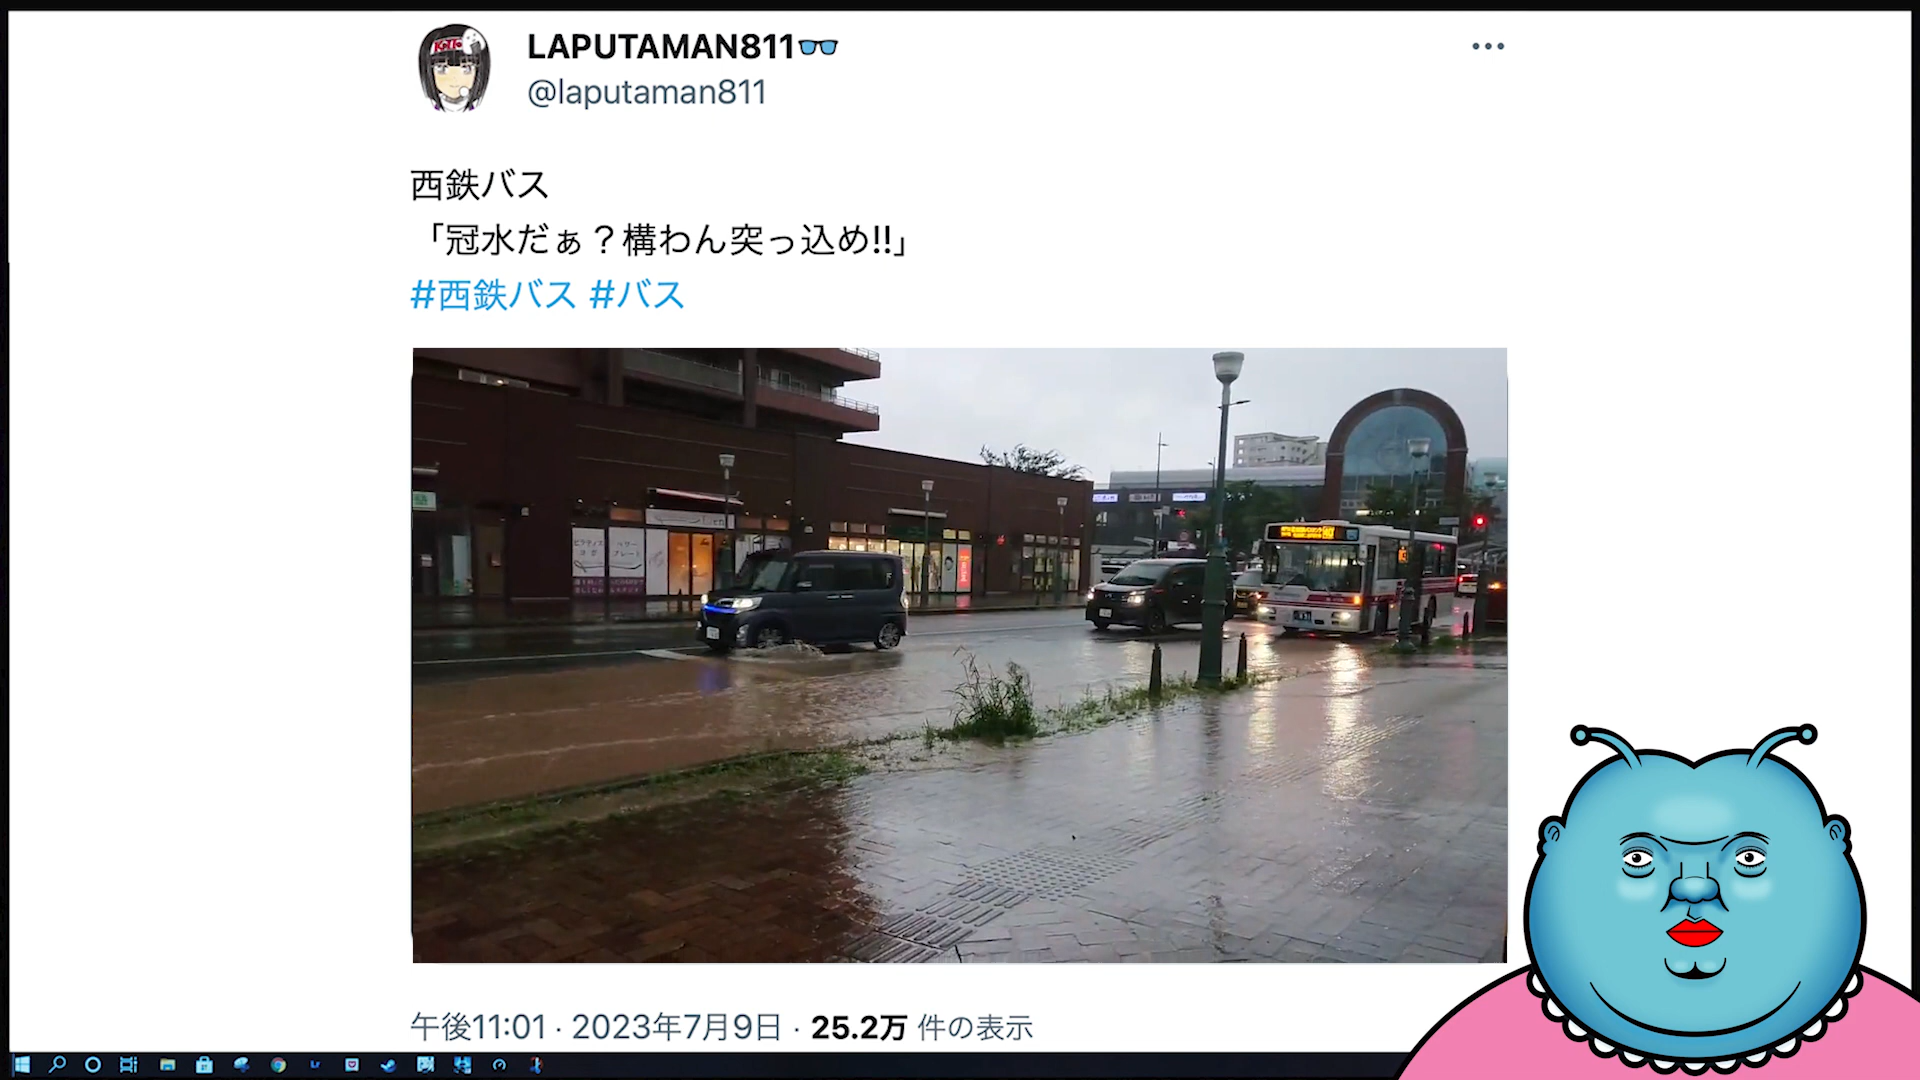 LAPUTAMAN811
@laputaman811
西鉄バス
「冠水だぁ？構わん突っ込め!!」
#西鉄バス #バス
午後11:01 · 2023年7月9日 · 25.2万 件の表示